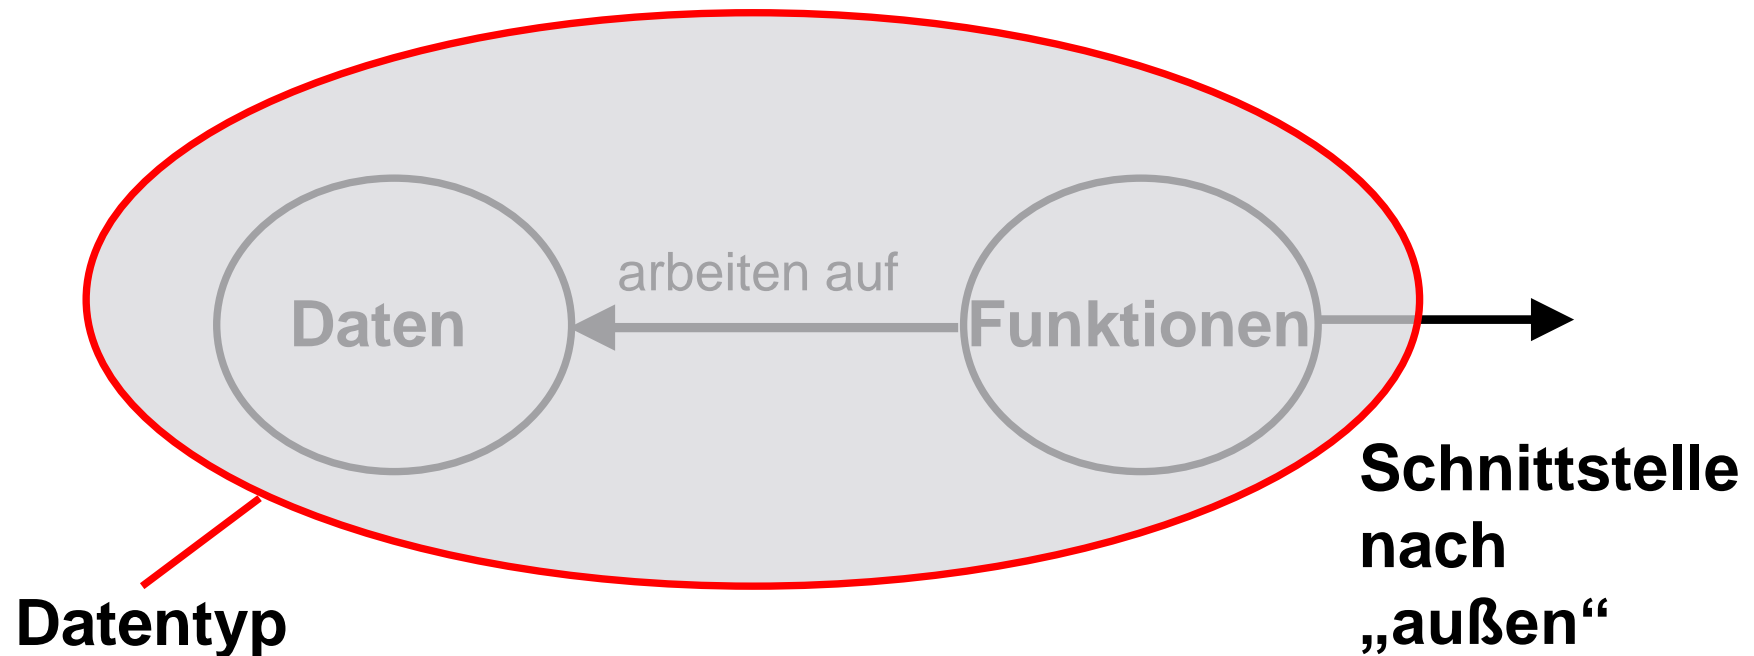 arbeiten auf
Daten
Funktionen
Schnittstelle
nach
„außen“
Datentyp